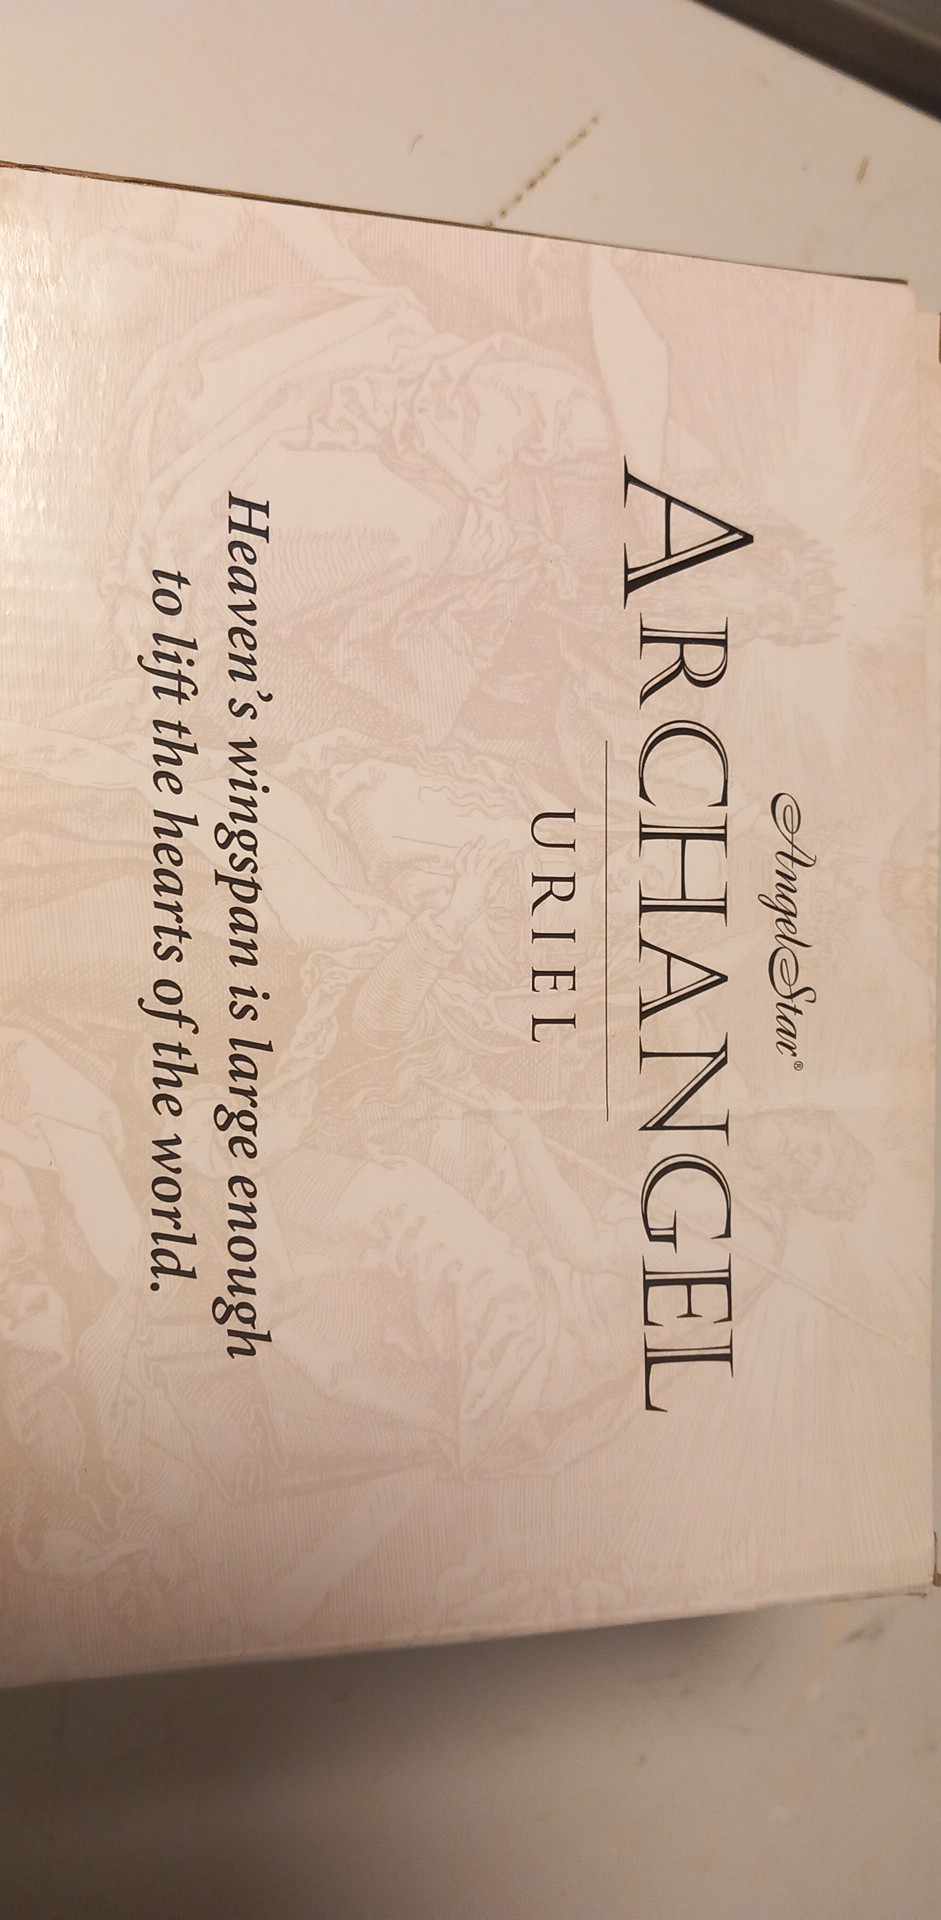 AngelStar®
ARCHANGEL
URIEL
Heaven's wingspan is large enough
to lift the hearts of the world.